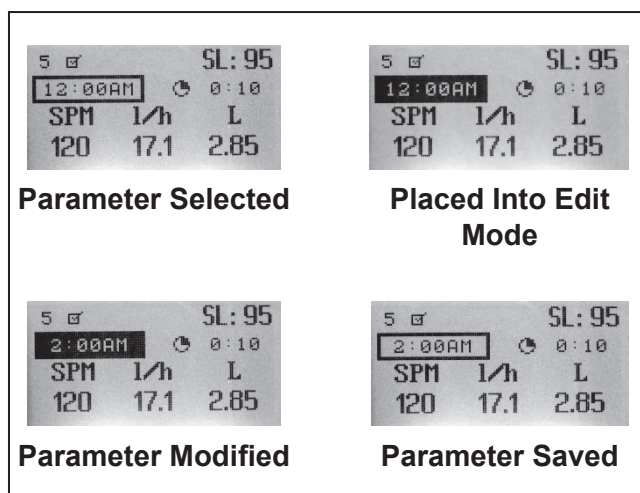 5 ☑ SL: 95
12:00AM 0:10
SPM l/h L
120 17.1 2.85
Parameter Selected
5 ☑ SL: 95
12:00AM 0:10
SPM l/h L
120 17.1 2.85
Placed Into Edit
Mode
5 ☑ SL: 95
2:00AM 0:10
SPM l/h L
120 17.1 2.85
Parameter Modified
5 ☑ SL: 95
2:00AM 0:10
SPM l/h L
120 17.1 2.85
Parameter Saved